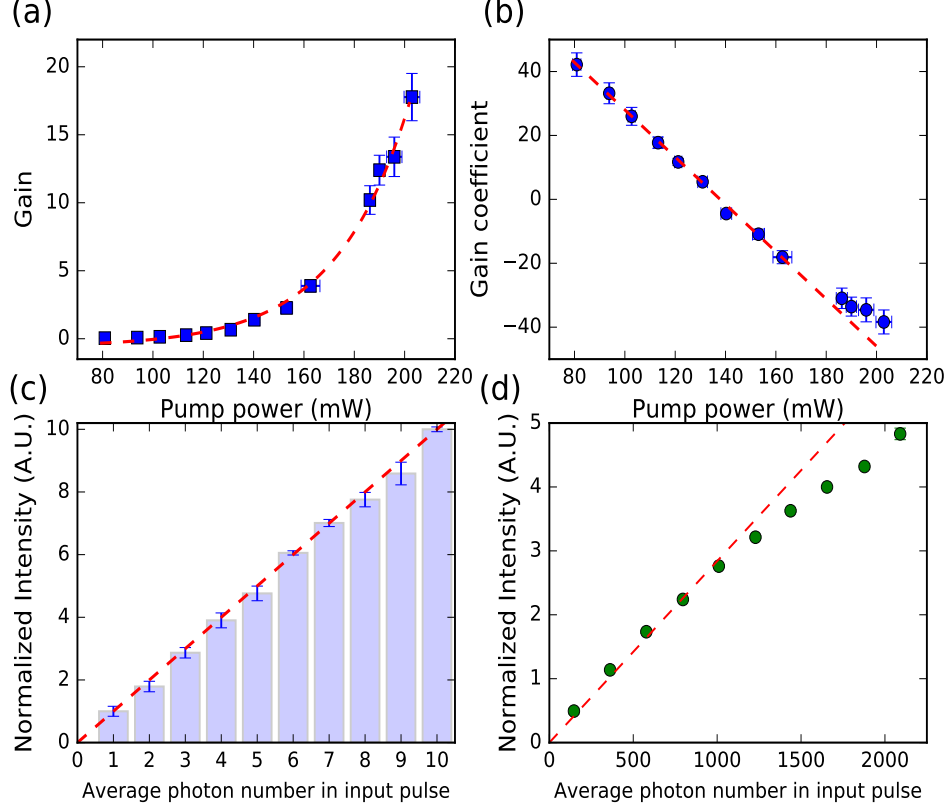 (a)
(b)
Gain
20
15
10
5
0
80 100 120 140 160 180 200 220
Pump power (mW)
Gain coefficient
40
20
0
−20
−40
80 100 120 140 160 180 200 220
Pump power (mW)
(c)
(d)
Normalized Intensity (A.U.)
10
8
6
4
2
0
0 1 2 3 4 5 6 7 8 9 10
Average photon number in input pulse
Normalized Intensity (A.U.)
5
4
3
2
1
0
0 500 1000 1500 2000
Average photon number in input pulse